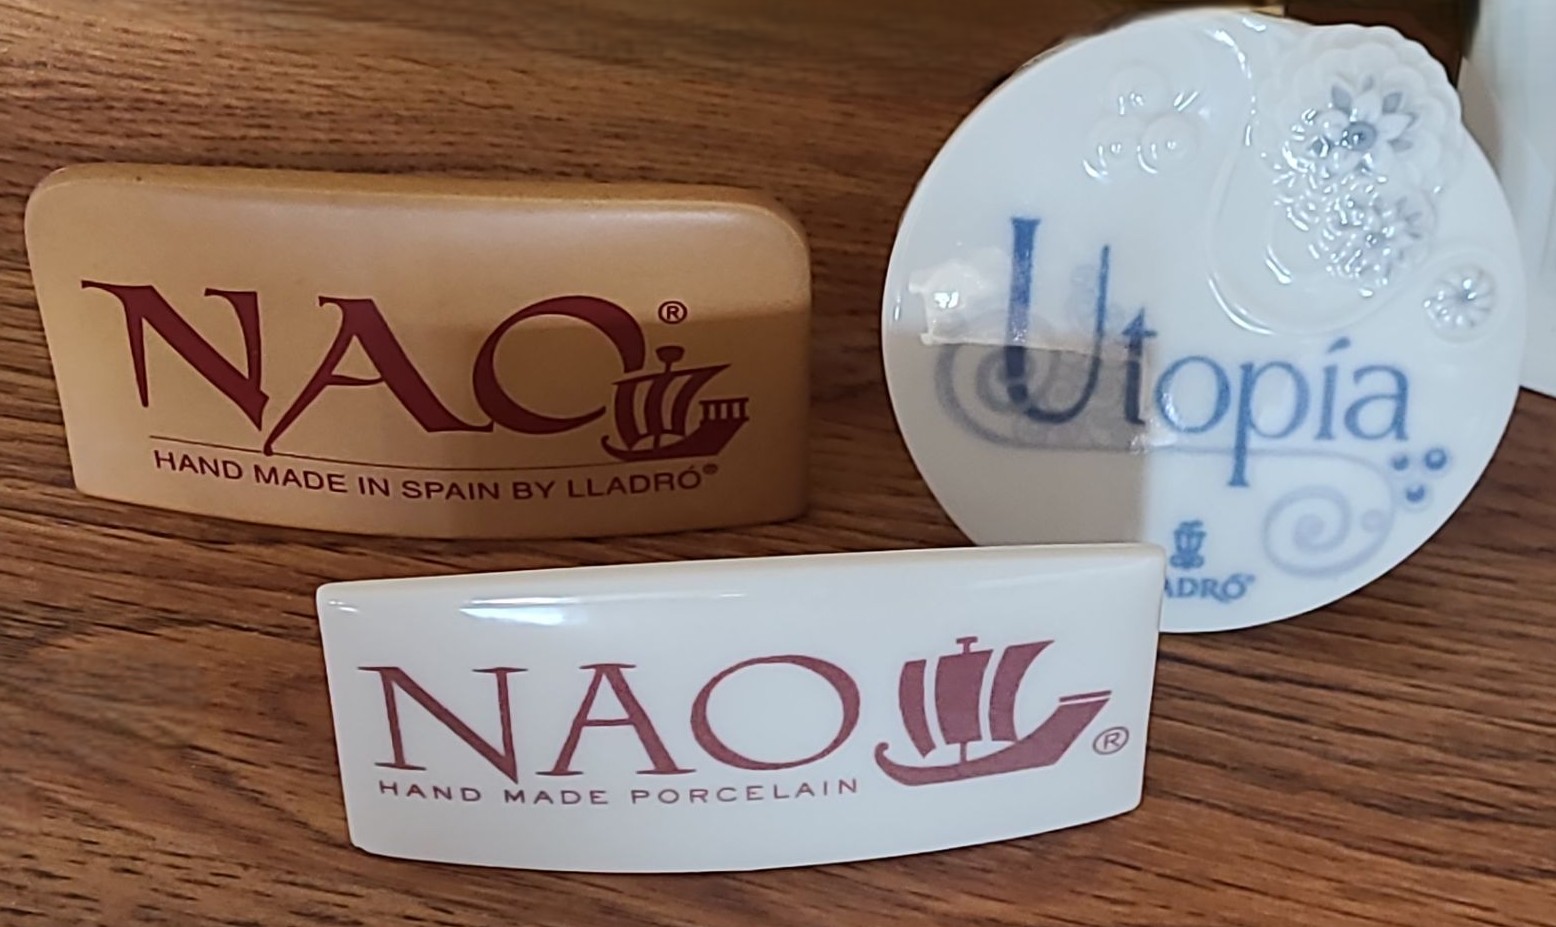 NAO®
HAND MADE IN SPAIN BY LLADRÓ®
Utopía
NAO®
HAND MADE PORCELAIN